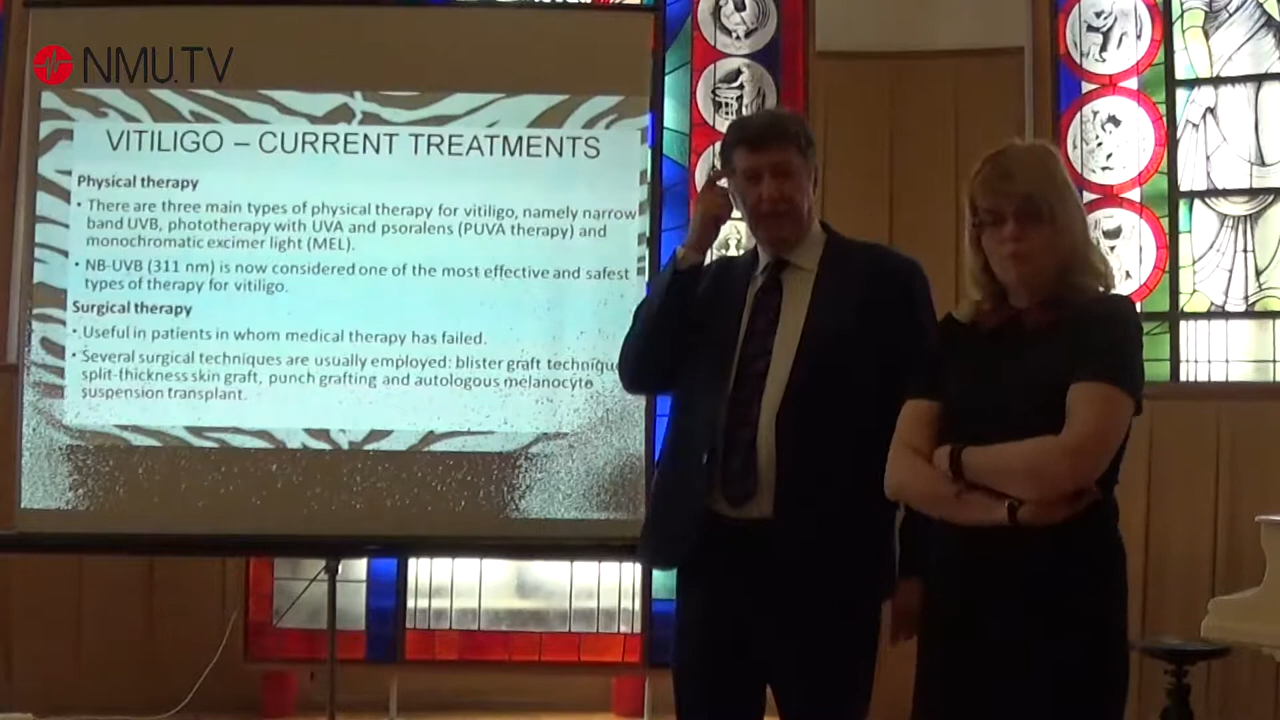 NMU.TV
VITILIGO – CURRENT TREATMENTS
Physical therapy
• There are three main types of physical therapy for vitiligo, namely narrow
band UVB, phototherapy with UVA and psoralens (PUVA therapy) and
monochromatic excimer light (MEL).
• NB-UVB (311 nm) is now considered one of the most effective and safest
types of therapy for vitiligo.
Surgical therapy
• Useful in patients in whom medical therapy has failed.
• Several surgical techniques are usually employed: blister graft techniqu
split-thickness skin graft, punch grafting and autologous melanocyte
suspension transplant.